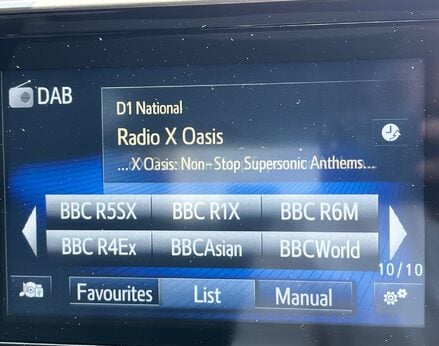 DAB
D1 National
Radio X Oasis
... X Oasis: Non-Stop Supersonic Anthems...
BBC R5SX BBC R1X BBC R6M
BBC R4Ex BBCAsian BBCWorld
10/10
Favourites List Manual